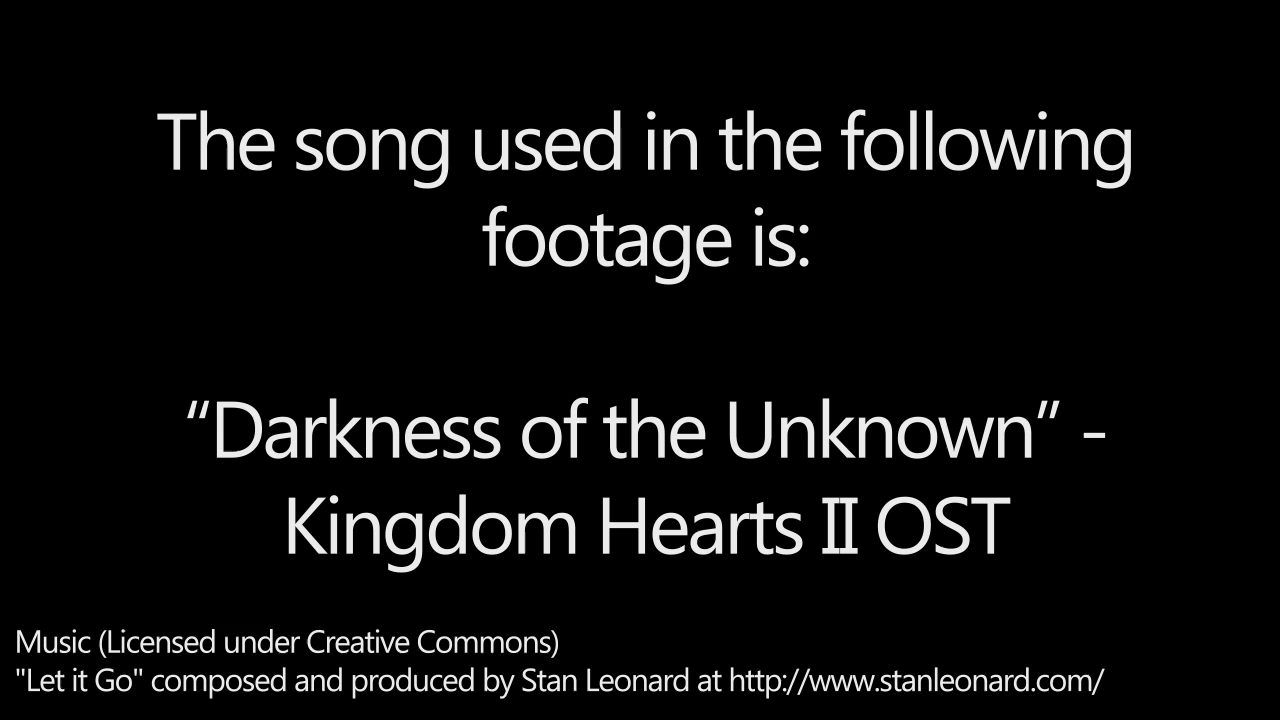 The song used in the following
footage is:
“Darkness of the Unknown” -
Kingdom Hearts II OST
Music (Licensed under Creative Commons)
"Let it Go" composed and produced by Stan Leonard at http://www.stanleonard.com/